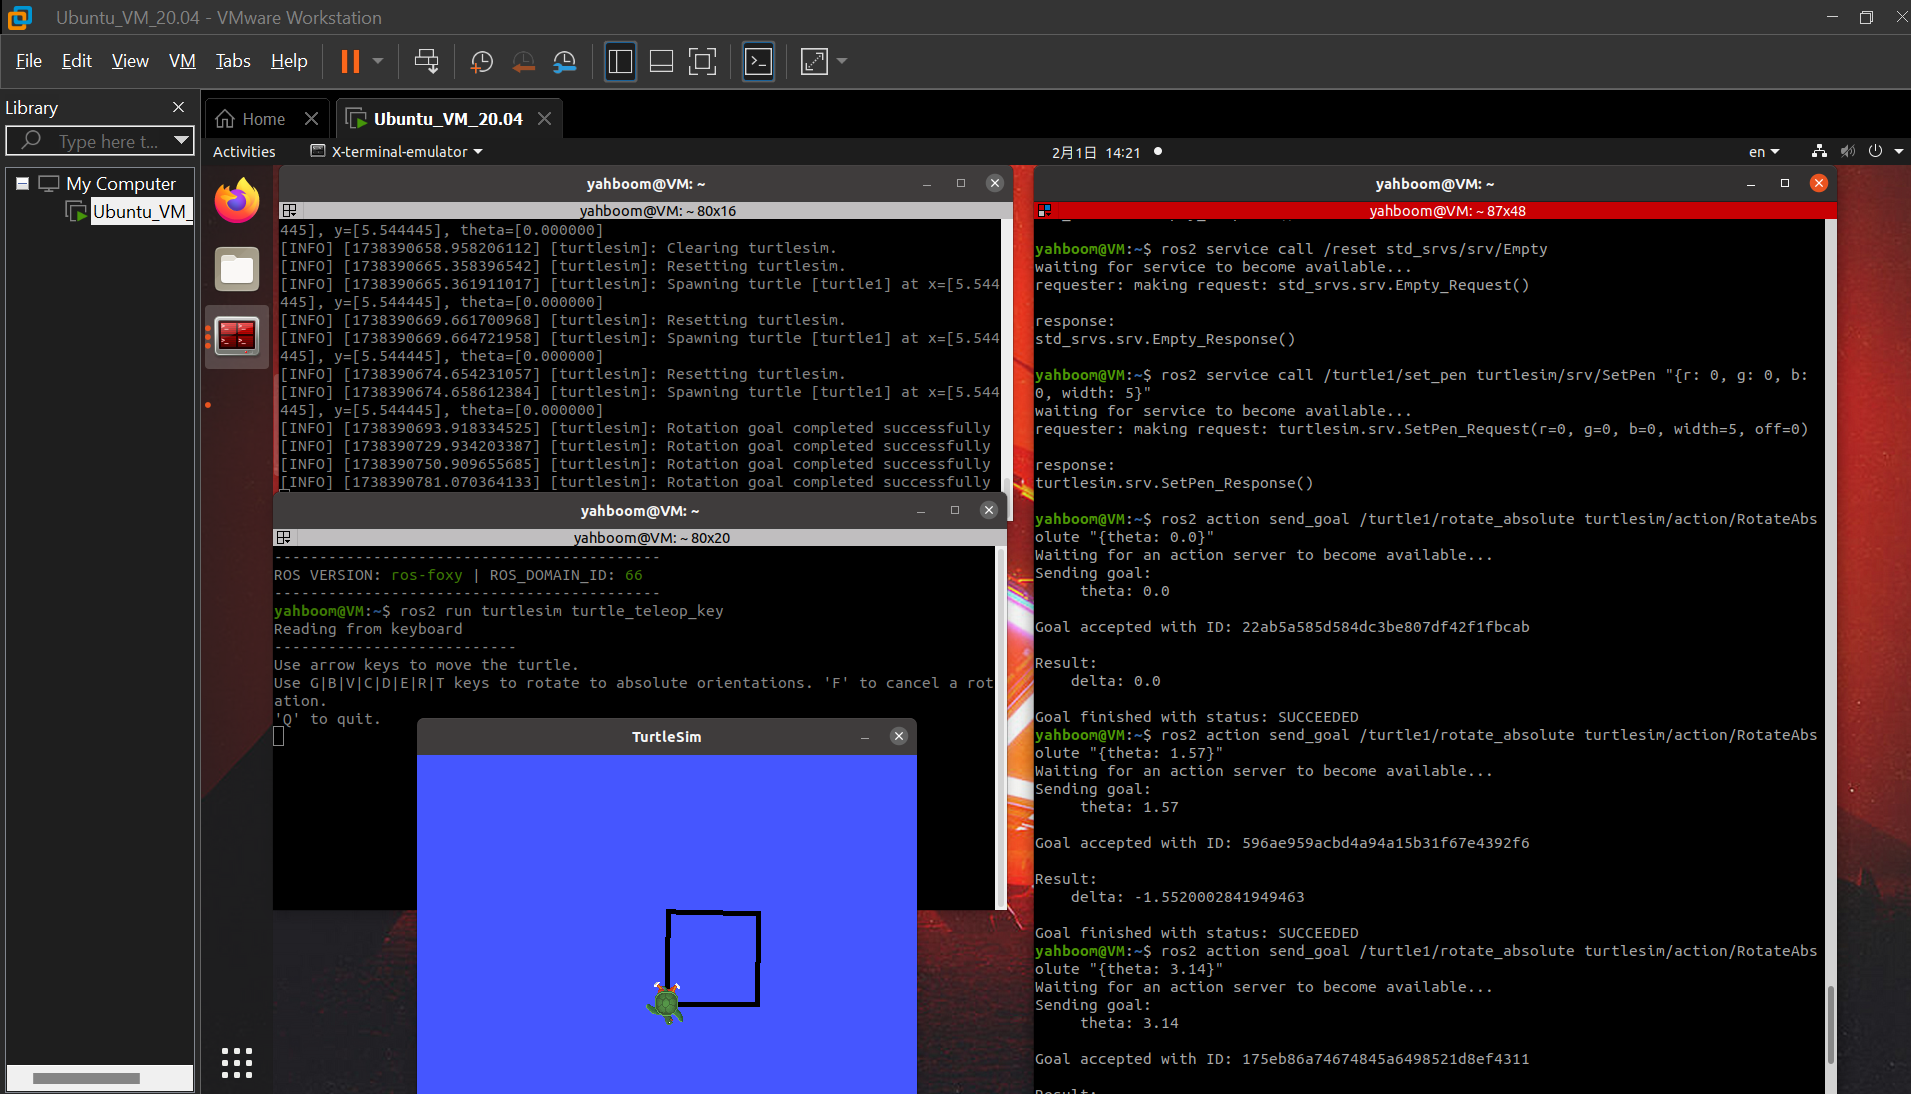 Ubuntu_VM_20.04 - VMware Workstation
File Edit View VM Tabs Help
Library
Type here t...
My Computer
Ubuntu_VM_
Home
Ubuntu_VM_20.04
Activities
X-terminal-emulator
2月1日 14:21
en
yahboom@VM: ~
yahboom@VM: ~ 80x16
445], y=[5.544445], theta=[0.000000]
[INFO] [1738390658.958206112] [turtlesim]: Clearing turtlesim.
[INFO] [1738390665.358396542] [turtlesim]: Resetting turtlesim.
[INFO] [1738390665.361911017] [turtlesim]: Spawning turtle [turtle1] at x=[5.544
445], y=[5.544445], theta=[0.000000]
[INFO] [1738390669.661700968] [turtlesim]: Resetting turtlesim.
[INFO] [1738390669.664721958] [turtlesim]: Spawning turtle [turtle1] at x=[5.544
445], y=[5.544445], theta=[0.000000]
[INFO] [1738390674.654231057] [turtlesim]: Resetting turtlesim.
[INFO] [1738390674.658612384] [turtlesim]: Spawning turtle [turtle1] at x=[5.544
445], y=[5.544445], theta=[0.000000]
[INFO] [1738390693.918334525] [turtlesim]: Rotation goal completed successfully
[INFO] [1738390729.934203387] [turtlesim]: Rotation goal completed successfully
[INFO] [1738390750.909655685] [turtlesim]: Rotation goal completed successfully
[INFO] [1738390781.070364133] [turtlesim]: Rotation goal completed successfully
yahboom@VM: ~
yahboom@VM: ~ 80x20
-------------------------------------------
ROS VERSION: ros-foxy | ROS_DOMAIN_ID: 66
-------------------------------------------
yahboom@VM:~$ ros2 run turtlesim turtle_teleop_key
Reading from keyboard
---------------------------
Use arrow keys to move the turtle.
Use G|B|V|C|D|E|R|T keys to rotate to absolute orientations. 'F' to cancel a rot
ation.
'Q' to quit.
TurtleSim
yahboom@VM: ~
yahboom@VM: ~ 87x48
yahboom@VM:~$ ros2 service call /reset std_srvs/srv/Empty
waiting for service to become available...
requester: making request: std_srvs.srv.Empty_Request()
response:
std_srvs.srv.Empty_Response()
yahboom@VM:~$ ros2 service call /turtle1/set_pen turtlesim/srv/SetPen "{r: 0, g: 0, b:
0, width: 5}"
waiting for service to become available...
requester: making request: turtlesim.srv.SetPen_Request(r=0, g=0, b=0, width=5, off=0)
response:
turtlesim.srv.SetPen_Response()
yahboom@VM:~$ ros2 action send_goal /turtle1/rotate_absolute turtlesim/action/RotateAbs
olute "{theta: 0.0}"
Waiting for an action server to become available...
Sending goal:
theta: 0.0
Goal accepted with ID: 22ab5a585d584dc3be807df42f1fbcab
Result:
delta: 0.0
Goal finished with status: SUCCEEDED
yahboom@VM:~$ ros2 action send_goal /turtle1/rotate_absolute turtlesim/action/RotateAbs
olute "{theta: 1.57}"
Waiting for an action server to become available...
Sending goal:
theta: 1.57
Goal accepted with ID: 596ae959acbd4a94a15b31f67e4392f6
Result:
delta: -1.5520002841949463
Goal finished with status: SUCCEEDED
yahboom@VM:~$ ros2 action send_goal /turtle1/rotate_absolute turtlesim/action/RotateAbs
olute "{theta: 3.14}"
Waiting for an action server to become available...
Sending goal:
theta: 3.14
Goal accepted with ID: 175eb86a74674845a6498521d8ef4311
Result: